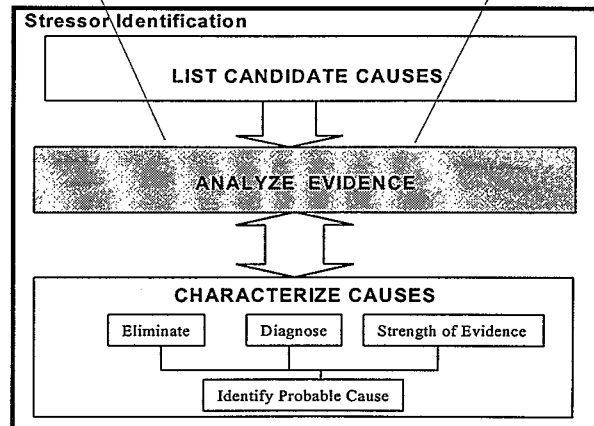 Stressor Identification
LIST CANDIDATE CAUSES
ANALYZE EVIDENCE
CHARACTERIZE CAUSES
Eliminate
Diagnose
Strength of Evidence
Identify Probable Cause